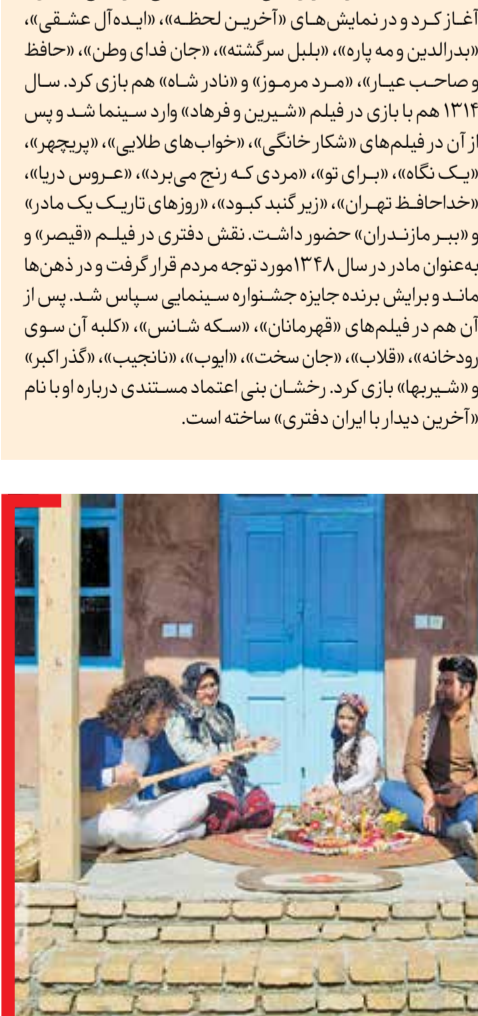 آغاز کرد و در نمایش‌های «آخرین لحظه»، «ایده‌آل عشقی»،
«بدرالدین و مه پاره»، «بلبل سرگشته»، «جان فدای وطن»، «حافظ
و صاحب عیار»، «مرد مرموز» و «نادر شاه» هم بازی کرد. سال
۱۳۱۴ هم با بازی در فیلم «شیرین و فرهاد» وارد سینما شد و پس
از آن در فیلم‌های «شکار خانگی»، «خواب‌های طلایی»، «پریچهر»،
«یک نگاه»، «برای تو»، «مردی که رنج می‌برد»، «عروس دریا»،
«خداحافظ تهران»، «زیر گنبد کبود»، «روزهای تاریک یک مادر»
و «ببر مازندران» حضور داشت. نقش دفتری در فیلم «قیصر» و
به‌عنوان مادر در سال ۱۳۴۸مورد توجه مردم قرار گرفت و در ذهن‌ها
ماند و برایش برنده جایزه جشنواره سینمایی سپاس شد. پس از
آن هم در فیلم‌های «قهرمانان»، «سکه شانس»، «کلبه آن سوی
رودخانه»، «قلاب»، «جان سخت»، «ایوب»، «نانجیب»، «گذر اکبر»
و «شیربها» بازی کرد. رخشان بنی اعتماد مستندی درباره او با نام
«آخرین دیدار با ایران دفتری» ساخته است.